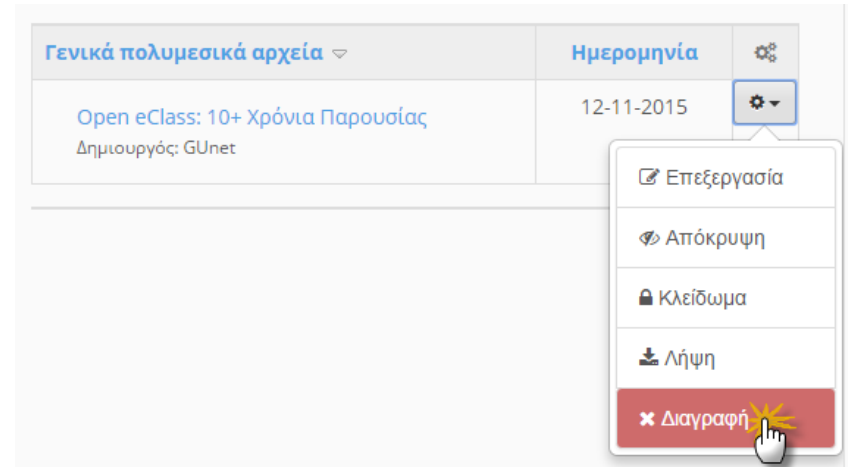 Γενικά πολυμεσικά αρχεία Ημερομηνία
Open eClass: 10+ Χρόνια Παρουσίας 12-11-2015
Δημιουργός: GUnet
Επεξεργασία
Απόκρυψη
Κλείδωμα
Λήψη
Διαγραφή